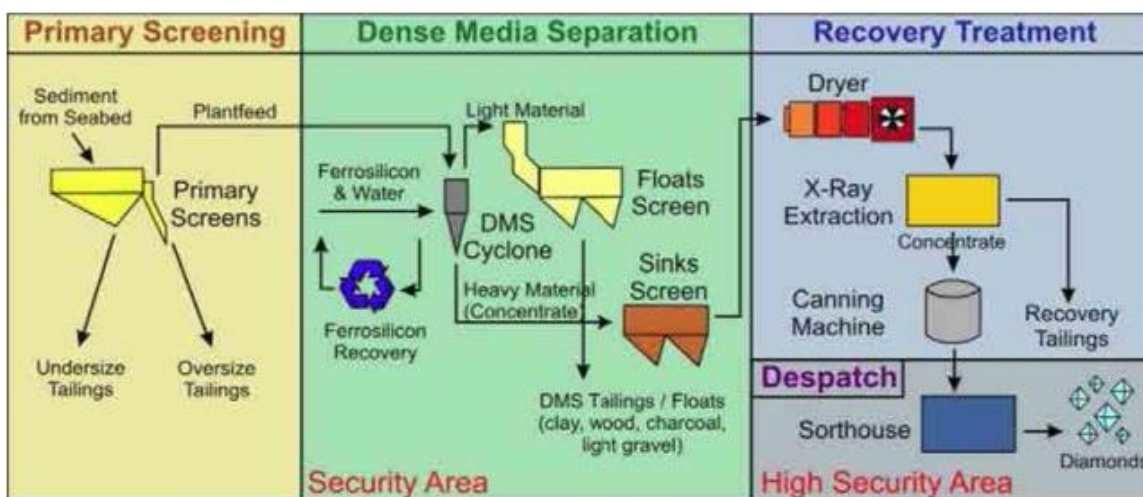 Primary Screening
Sediment
from Seabed
Plantfeed
Primary
Screens
Undersize
Tailings
Oversize
Tailings
Dense Media Separation
Light Material
Ferrosilicon
& Water
DMS
Cyclone
Floats
Screen
Heavy Material
(Concentrate)
Sinks
Screen
Ferrosilicon
Recovery
DMS Tailings / Floats
(clay, wood, charcoal,
light gravel)
Security Area
Recovery Treatment
Dryer
X-Ray
Extraction
Concentrate
Canning
Machine
Recovery
Tailings
Despatch
Sorthouse
Diamonds
High Security Area